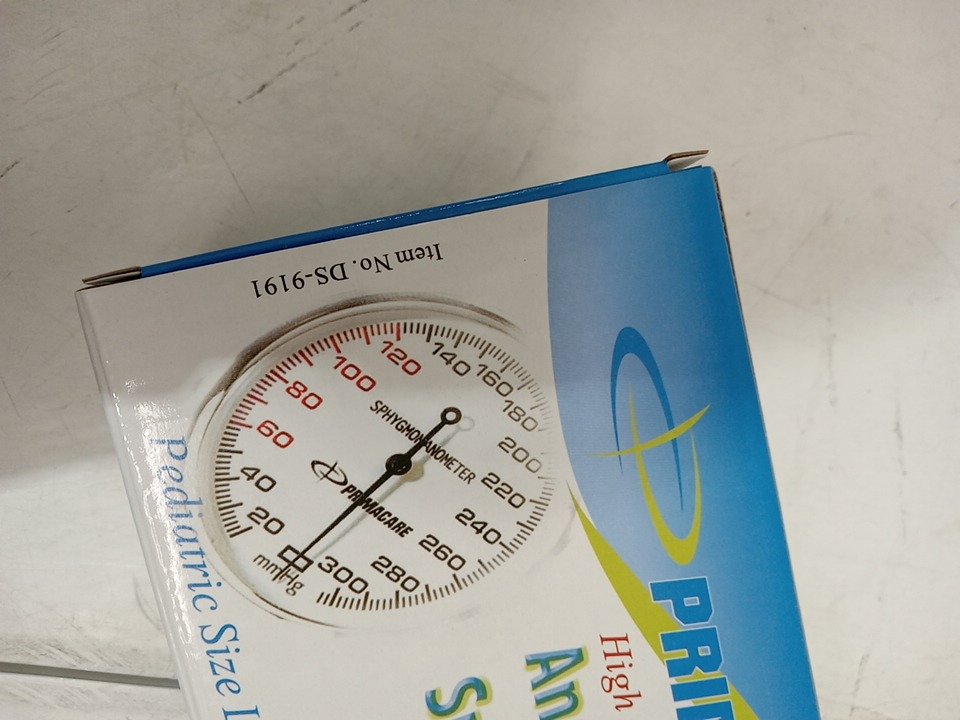 Item No. DS-9191
20
40
60
80
100
120
140
160
180
200
220
240
260
280
300
mmHg
SPHYGMOMANOMETER
PRIMACARE
Pediatric Size
High
An
PRI